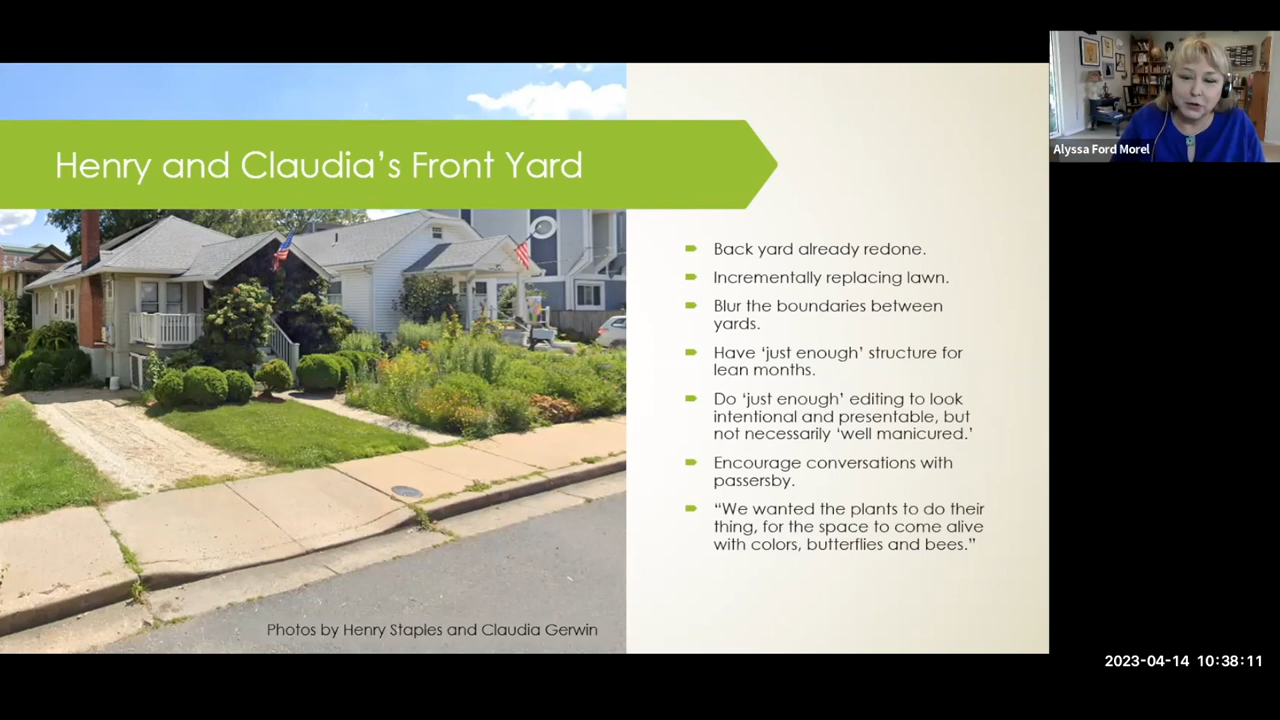 Henry and Claudia’s Front Yard
Back yard already redone.
Incrementally replacing lawn.
Blur the boundaries between
yards.
Have ‘just enough’ structure for
lean months.
Do ‘just enough’ editing to look
intentional and presentable, but
not necessarily ‘well manicured.’
Encourage conversations with
passersby.
“We wanted the plants to do their
thing, for the space to come alive
with colors, butterflies and bees.”
Photos by Henry Staples and Claudia Gerwin
Alyssa Ford Morel
2023-04-14 10:38:11